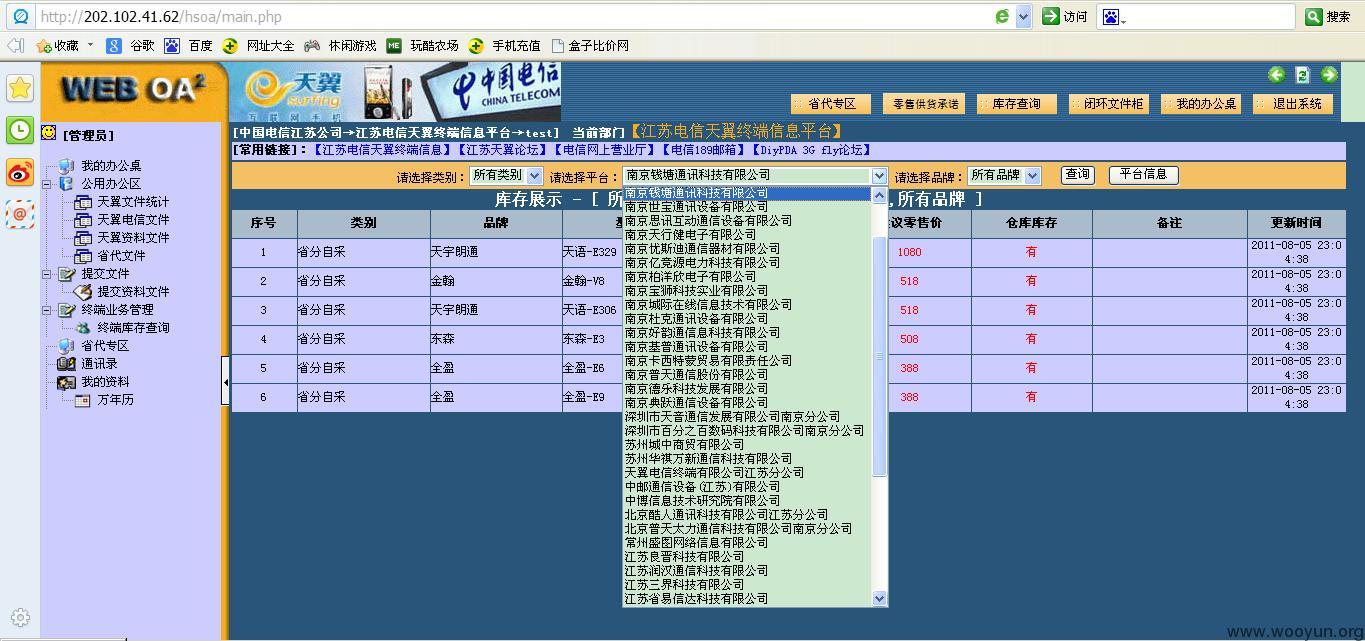 http://202.102.41.62/hsoa/main.php 访问 搜索
收藏 谷歌 百度 网址大全 休闲游戏 玩酷农场 手机充值 盒子比价网
WEB OA²
天翼
surfing
互联网手机
中国电信
CHINA TELECOM
省代专区 零售供货承诺 库存查询 闭环文件柜 我的办公桌 退出系统
[管理员]
[中国电信江苏公司→江苏电信天翼终端信息平台→test] 当前部门【江苏电信天翼终端信息平台】
[常用链接]:【江苏电信天翼终端信息】【江苏天翼论坛】【电信网上营业厅】【电信189邮箱】【DiyPDA 3G fly论坛】
我的办公桌
公用办公区
天翼文件统计
天翼电信文件
天翼资料文件
省代文件
提交文件
提交资料文件
终端业务管理
终端库存查询
省代专区
通讯录
我的资料
万年历
请选择类别: 所有类别 请选择平台: 南京钱塘通讯科技有限公司 请选择品牌: 所有品牌 查询 平台信息
库存展示 - [ 所 ,所有品牌 ]
序号 类别 品牌 议零售价 仓库库存 备注 更新时间
1 省分自采 天宇朗通 天语-E329 1080 有 2011-08-05 23:04:38
2 省分自采 金翰 金翰-V8 518 有 2011-08-05 23:04:38
3 省分自采 天宇朗通 天语-E306 518 有 2011-08-05 23:04:38
4 省分自采 东森 东森-E3 508 有 2011-08-05 23:04:38
5 省分自采 全盈 全盈-E6 388 有 2011-08-05 23:04:38
6 省分自采 全盈 全盈-E9 388 有 2011-08-05 23:04:38
南京钱塘通讯科技有限公司
南京世宝通讯设备有限公司
南京思讯互动通信设备有限公司
南京天行健电子有限公司
南京优斯迪通信器材有限公司
南京亿竞源电力科技有限公司
南京柏洋欣电子有限公司
南京宝狮科技实业有限公司
南京城际在线信息技术有限公司
南京杜克通讯设备有限公司
南京好韵通信息科技有限公司
南京基普通讯设备有限公司
南京卡西特蒙贸易有限责任公司
南京普天通信股份有限公司
南京德乐科技发展有限公司
南京典跃通信设备有限公司
深圳市天音通信发展有限公司南京分公司
深圳市百分之百数码科技有限公司南京分公司
苏州城中商贸有限公司
苏州华祺万新通信科技有限公司
天翼电信终端有限公司江苏分公司
中邮通信设备(江苏)有限公司
中博信息技术研究院有限公司
北京酷人通讯科技有限公司江苏分公司
北京普天太力通信科技有限公司南京分公司
常州盛图网络信息有限公司
江苏良晋科技有限公司
江苏润汉通信科技有限公司
江苏三界科技有限公司
江苏省易信达科技有限公司
www.wooyun.org